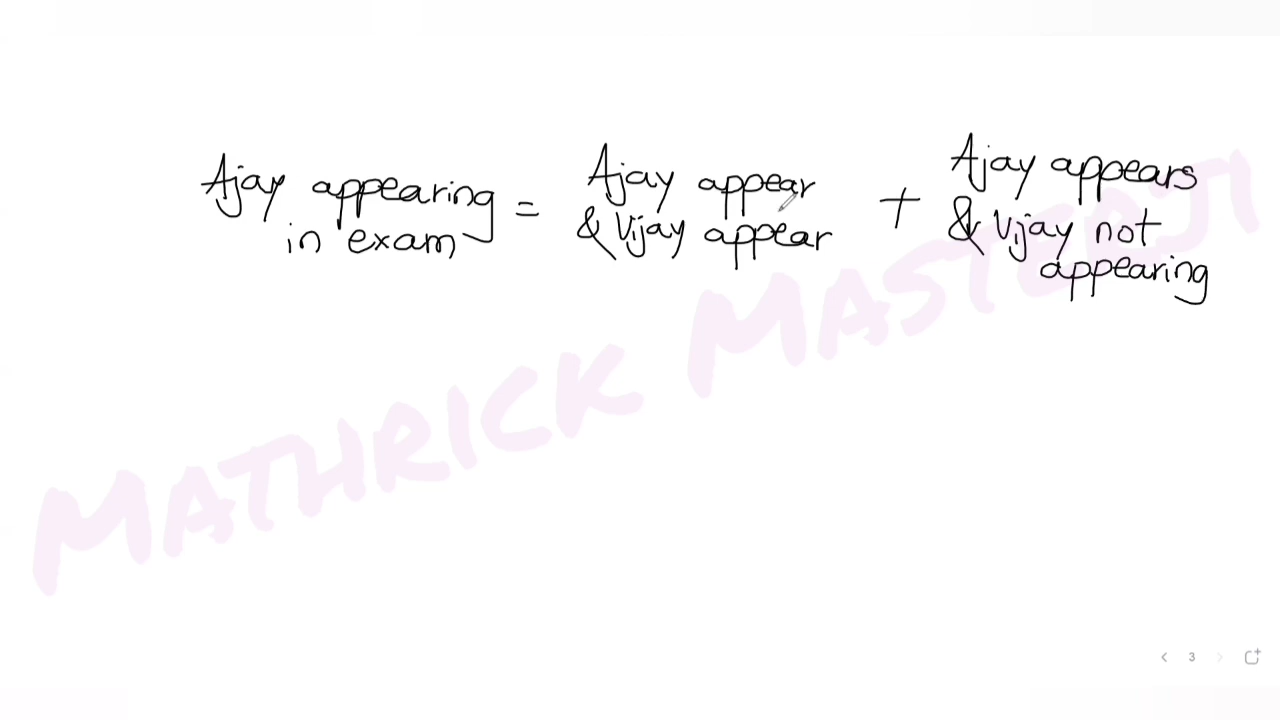 Ajay appearing
in exam
=
Ajay appear
& Vijay appear
+
Ajay appears
& Vijay not
appearing
MATHRICK MASTERJI
< 3 >